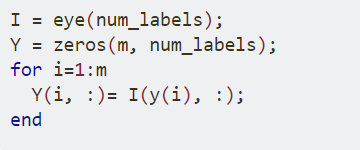 I = eye(num_labels);
Y = zeros(m, num_labels);
for i=1:m
  Y(i, :)= I(y(i), :);
end